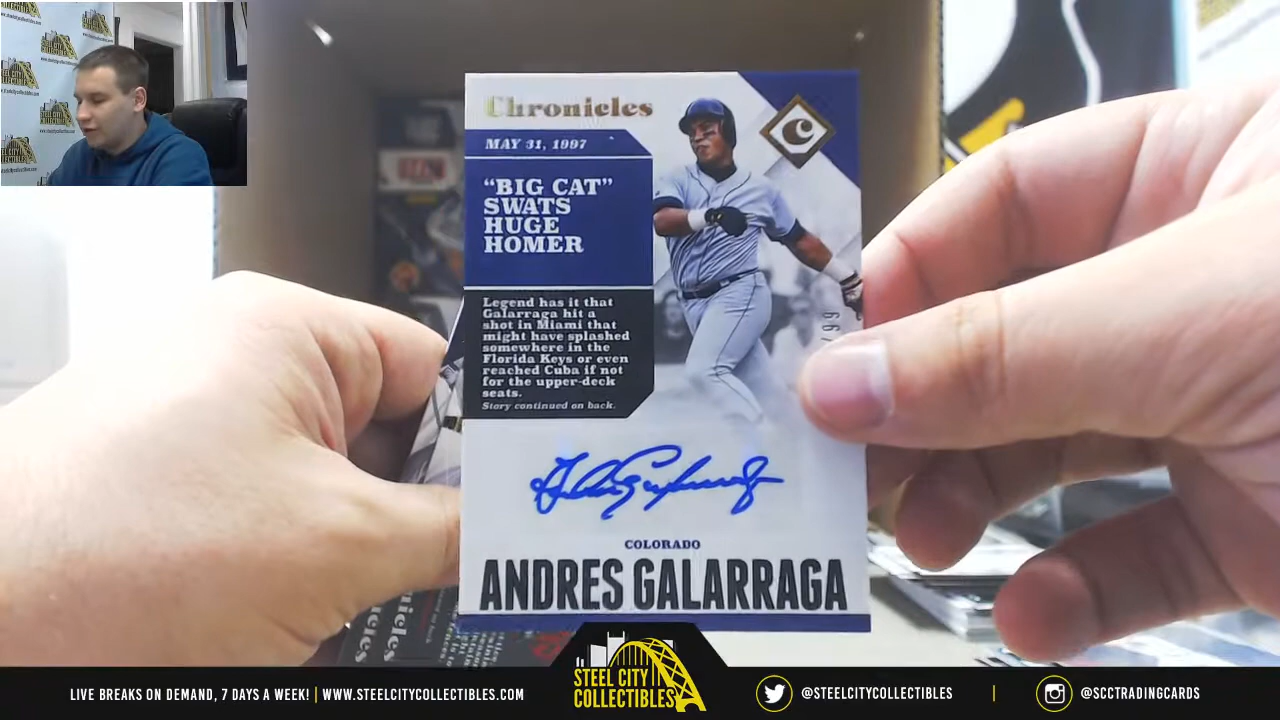 Chronicles
MAY 31, 1997
"BIG CAT"
SWATS
HUGE
HOMER
Legend has it that
Galarraga hit a
shot in Miami that
might have splashed
somewhere in the
Florida Keys or even
reached Cuba if not
for the upper-deck
seats.
Story continued on back.
C
COLORADO
ANDRES GALARRAGA
LIVE BREAKS ON DEMAND, 7 DAYS A WEEK! | WWW.STEELCITYCOLLECTIBLES.COM
STEEL CITY
COLLECTIBLES
@STEELCITYCOLLECTIBLES | @SCCTRADINGCARDS